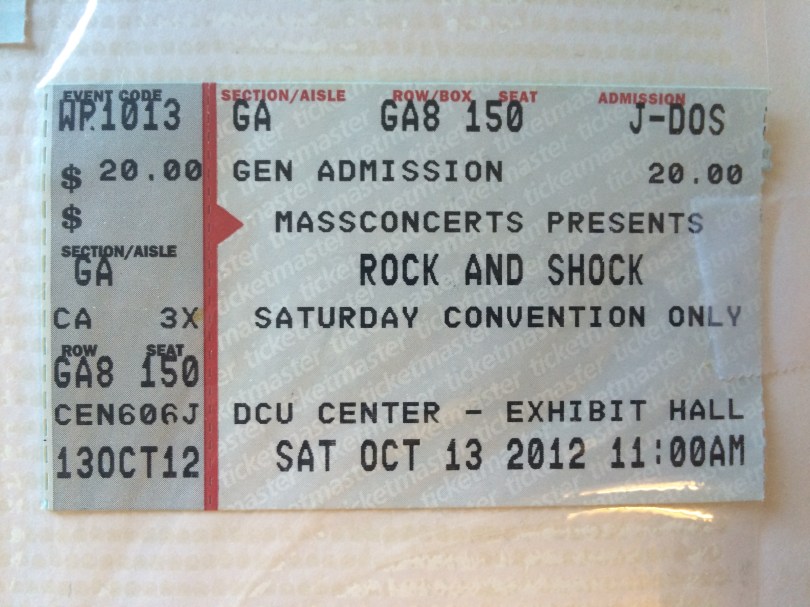 EVENT CODE SECTION/AISLE ROW/BOX SEAT ADMISSION
WP1013 GA GA8 150 J-DOS
$ 20.00 GEN ADMISSION 20.00
$ MASSCONCERTS PRESENTS
SECTION/AISLE
GA ROCK AND SHOCK
CA 3X SATURDAY CONVENTION ONLY
ROW SEAT
GA8 150
CEN606J DCU CENTER - EXHIBIT HALL
13OCT12 SAT OCT 13 2012 11:00AM
ticketmaster